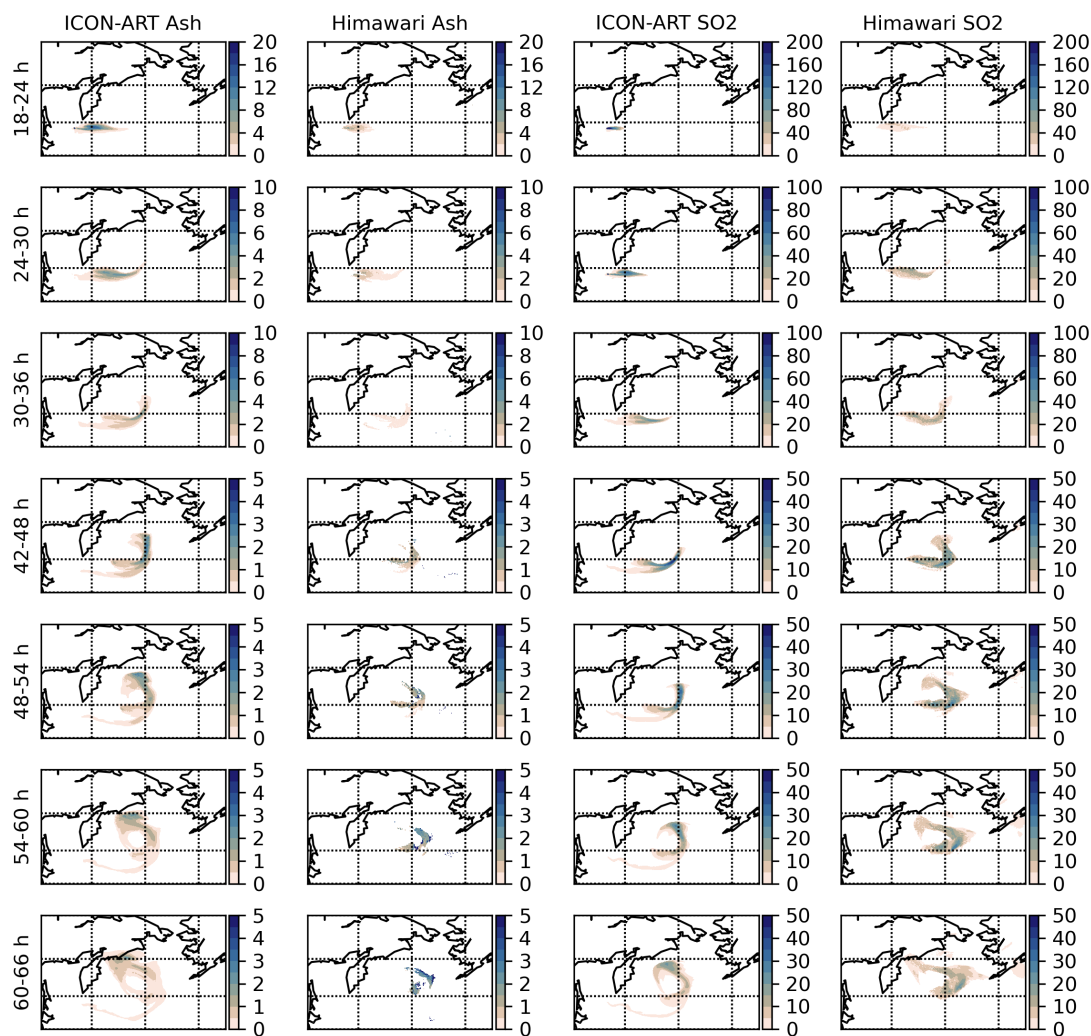 ICON-ART Ash Himawari Ash ICON-ART SO2 Himawari SO2
18-24 h
20 16 12 8 4 0
20 16 12 8 4 0
200 160 120 80 40 0
200 160 120 80 40 0
24-30 h
10 8 6 4 2 0
10 8 6 4 2 0
100 80 60 40 20 0
100 80 60 40 20 0
30-36 h
10 8 6 4 2 0
10 8 6 4 2 0
100 80 60 40 20 0
100 80 60 40 20 0
42-48 h
5 4 3 2 1 0
5 4 3 2 1 0
50 40 30 20 10 0
50 40 30 20 10 0
48-54 h
5 4 3 2 1 0
5 4 3 2 1 0
50 40 30 20 10 0
50 40 30 20 10 0
54-60 h
5 4 3 2 1 0
5 4 3 2 1 0
50 40 30 20 10 0
50 40 30 20 10 0
60-66 h
5 4 3 2 1 0
5 4 3 2 1 0
50 40 30 20 10 0
50 40 30 20 10 0